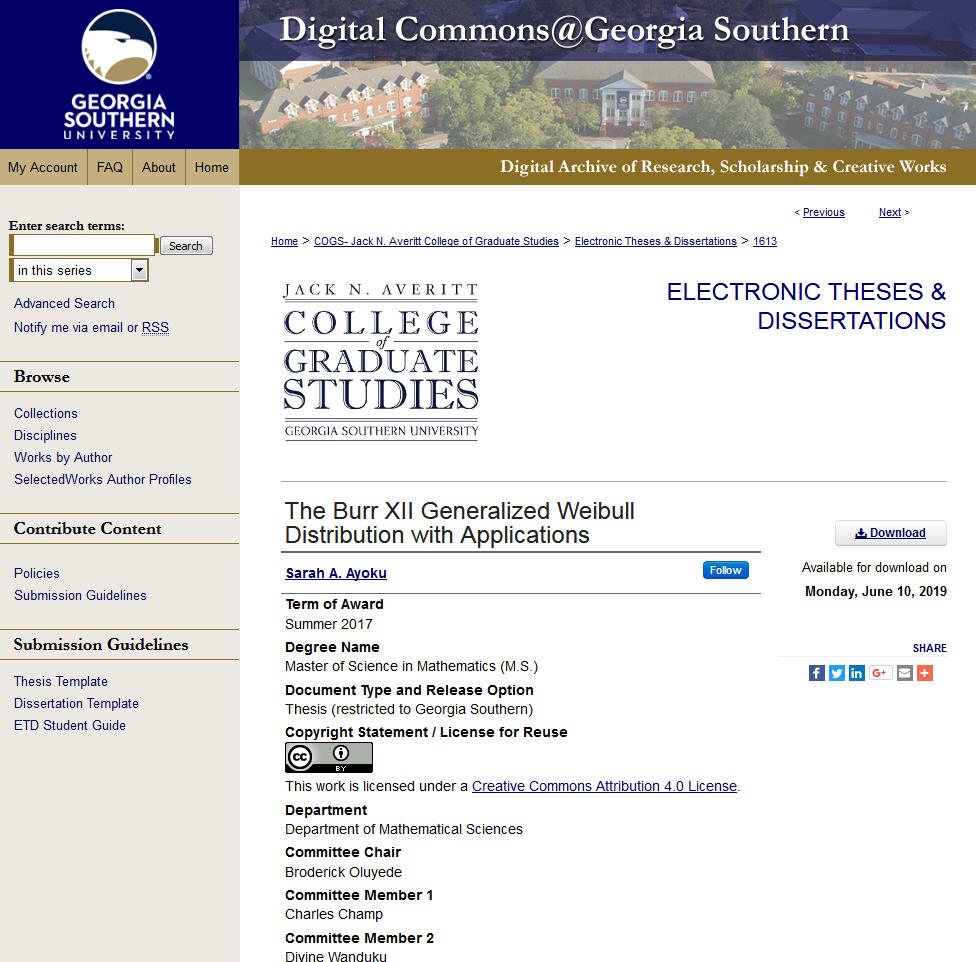 Digital Commons@Georgia Southern
GEORGIA
SOUTHERN
UNIVERSITY
My Account
FAQ
About
Home
Digital Archive of Research, Scholarship & Creative Works
Enter search terms:
Search
in this series
Advanced Search
Notify me via email or RSS
Browse
Collections
Disciplines
Works by Author
SelectedWorks Author Profiles
Contribute Content
Policies
Submission Guidelines
Submission Guidelines
Thesis Template
Dissertation Template
ETD Student Guide
< Previous Next >
Home > COGS- Jack N. Averitt College of Graduate Studies > Electronic Theses & Dissertations > 1613
JACK N. AVERITT
COLLEGE
of
GRADUATE
STUDIES
GEORGIA SOUTHERN UNIVERSITY
ELECTRONIC THESES &
DISSERTATIONS
The Burr XII Generalized Weibull
Distribution with Applications
Sarah A. Ayoku
Follow
Term of Award
Summer 2017
Degree Name
Master of Science in Mathematics (M.S.)
Document Type and Release Option
Thesis (restricted to Georgia Southern)
Copyright Statement / License for Reuse
cc
BY
This work is licensed under a Creative Commons Attribution 4.0 License.
Department
Department of Mathematical Sciences
Committee Chair
Broderick Oluyede
Committee Member 1
Charles Champ
Committee Member 2
Divine Wanduku
Download
Available for download on
Monday, June 10, 2019
SHARE
f
in
G+